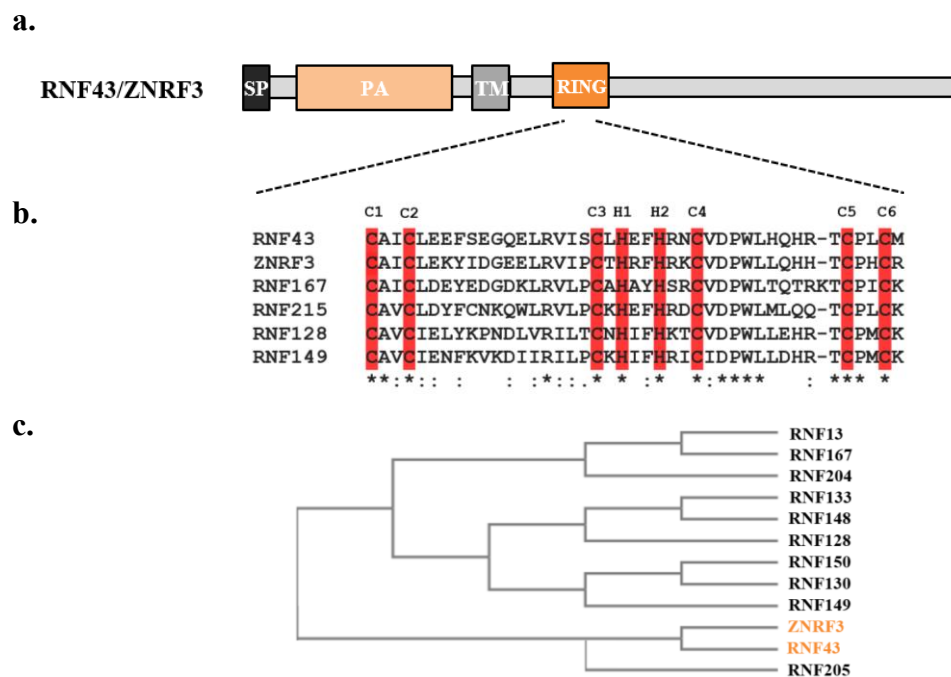 a.
RNF43/ZNRF3 SP PA TM RING
b.
C1 C2 C3 H1 H2 C4 C5 C6
RNF43 CAICLEEFSEGQELRVISCLHEFHRNCVDPWLHQHR-TCPLCM
ZNRF3 CAICLEKYIDGEELRVIPCTHRFHRKCVDPWLLQHH-TCPHCR
RNF167 CAICLDEYEDGDKLRVLPCAHAYHSRCVDPWLTQTRKTCPICK
RNF215 CAVCLDYFCNKQWLRVLPCKHEFHRDCVDPWLMLQQ-TCPLCK
RNF128 CAVCIELYKPNDLVRILTCNHIFHKTCVDPWLLEHR-TCPMCK
RNF149 CAVCIENFKVKDIIRILPCKHIFHRICIDPWLLDHR-TCPMCK
**:*:: : : :*::.* * * *:**** : *** *
c.
RNF13
RNF167
RNF204
RNF133
RNF148
RNF128
RNF150
RNF130
RNF149
ZNRF3
RNF43
RNF205